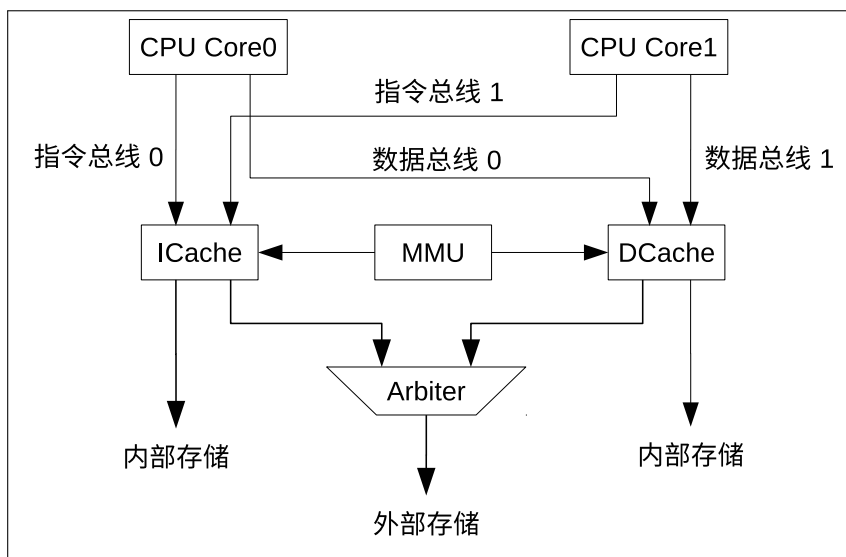 CPU Core0
CPU Core1
指令总线 1
指令总线 0
数据总线 0
数据总线 1
ICache
MMU
DCache
Arbiter
内部存储
内部存储
外部存储